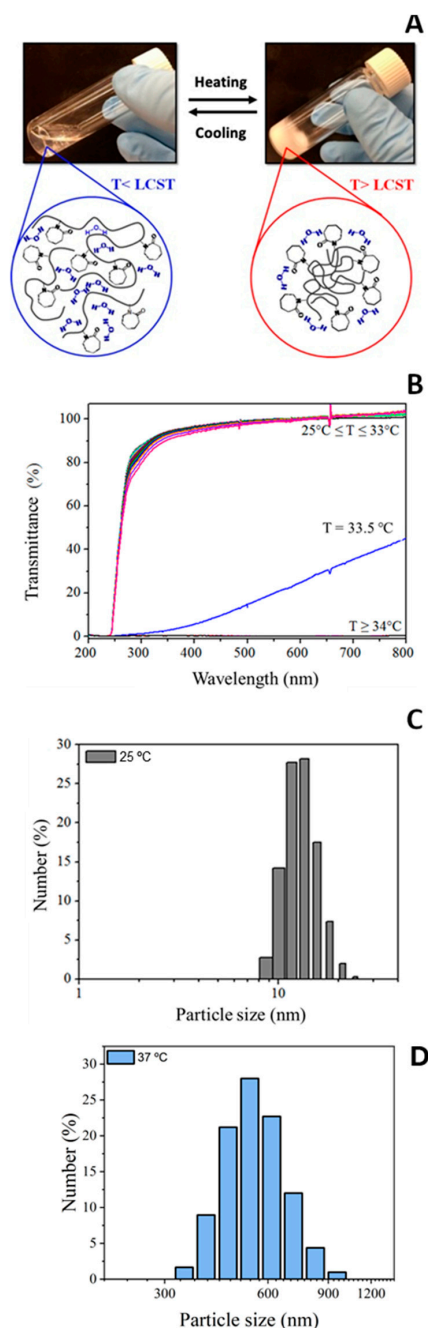 A
Heating
Cooling
T< LCST
T> LCST
B
Transmittance (%)
100
80
60
40
20
0
25°C ≤ T ≤ 33°C
T = 33.5 °C
T ≥ 34°C
200 300 400 500 600 700 800
Wavelength (nm)
C
Number (%)
30
25
20
15
10
5
0
25 ºC
1 10
Particle size (nm)
D
Number (%)
30
25
20
15
10
5
0
37 ºC
300 600 900 1200
Particle size (nm)